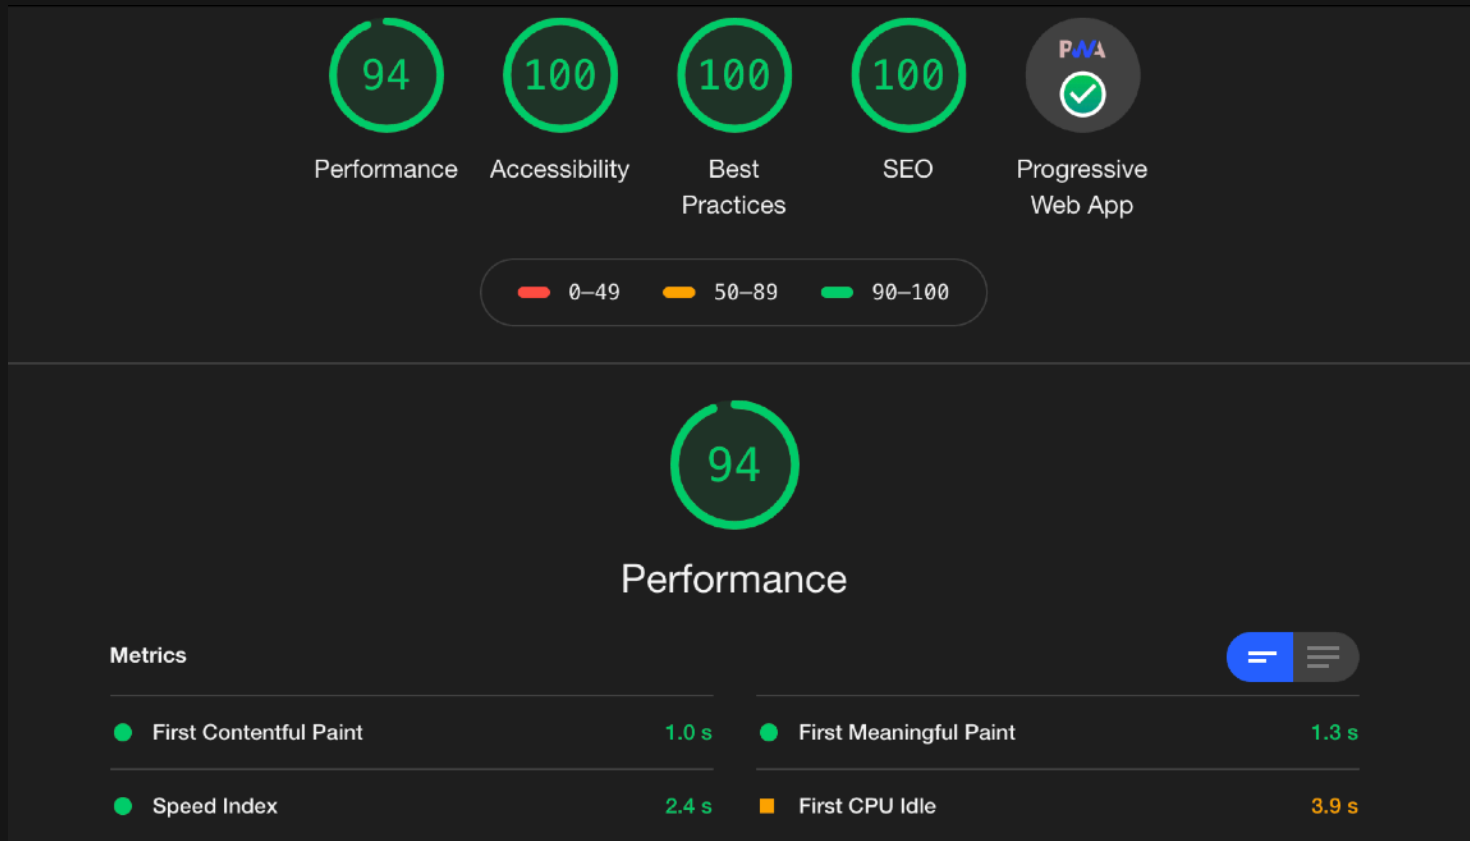 94
100
100
100
PWA
Performance
Accessibility
Best
Practices
SEO
Progressive
Web App
0–49
50–89
90–100
94
Performance
Metrics
First Contentful Paint 1.0 s
First Meaningful Paint 1.3 s
Speed Index 2.4 s
First CPU Idle 3.9 s